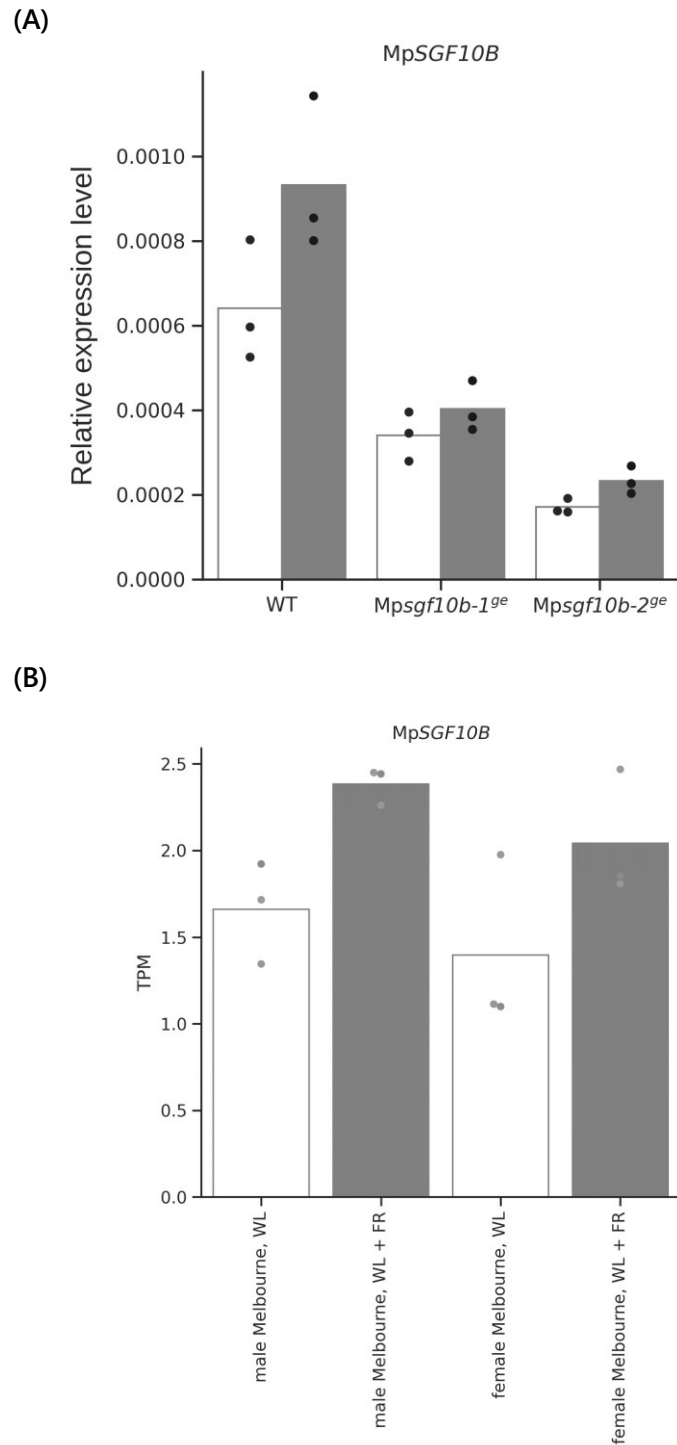 (A)
MpSGF10B
Relative expression level
0.0010
0.0008
0.0006
0.0004
0.0002
0.0000
WT
Mpsgf10b-1ge
Mpsgf10b-2ge
(B)
MpSGF10B
TPM
2.5
2.0
1.5
1.0
0.5
0.0
male Melbourne, WL
male Melbourne, WL + FR
female Melbourne, WL
female Melbourne, WL + FR